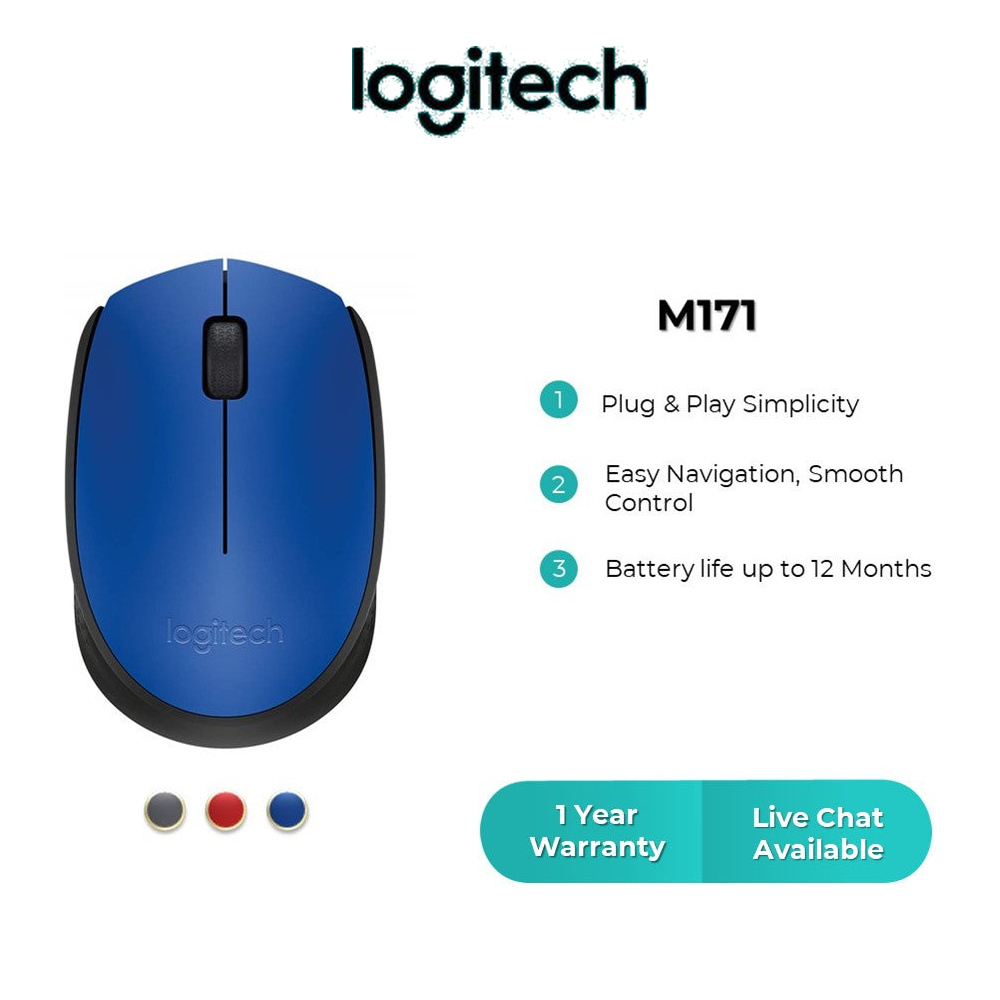 logitech
M171
1 Plug & Play Simplicity
2 Easy Navigation, Smooth
Control
3 Battery life up to 12 Months
logitech
1 Year
Warranty
Live Chat
Available